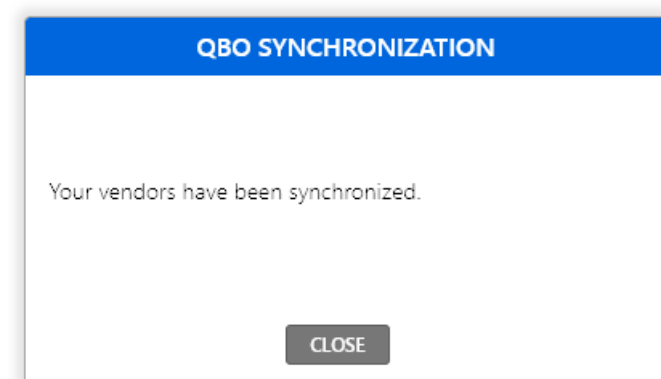 QBO SYNCHRONIZATION
Your vendors have been synchronized.
CLOSE